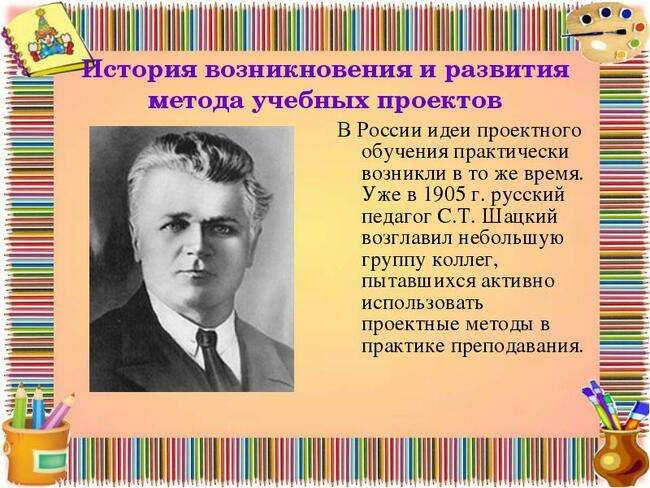 История возникновения и развития
метода учебных проектов
В России идеи проектного
обучения практически
возникли в то же время.
Уже в 1905 г. русский
педагог С.Т. Шацкий
возглавил небольшую
группу коллег,
пытавшихся активно
использовать
проектные методы в
практике преподавания.